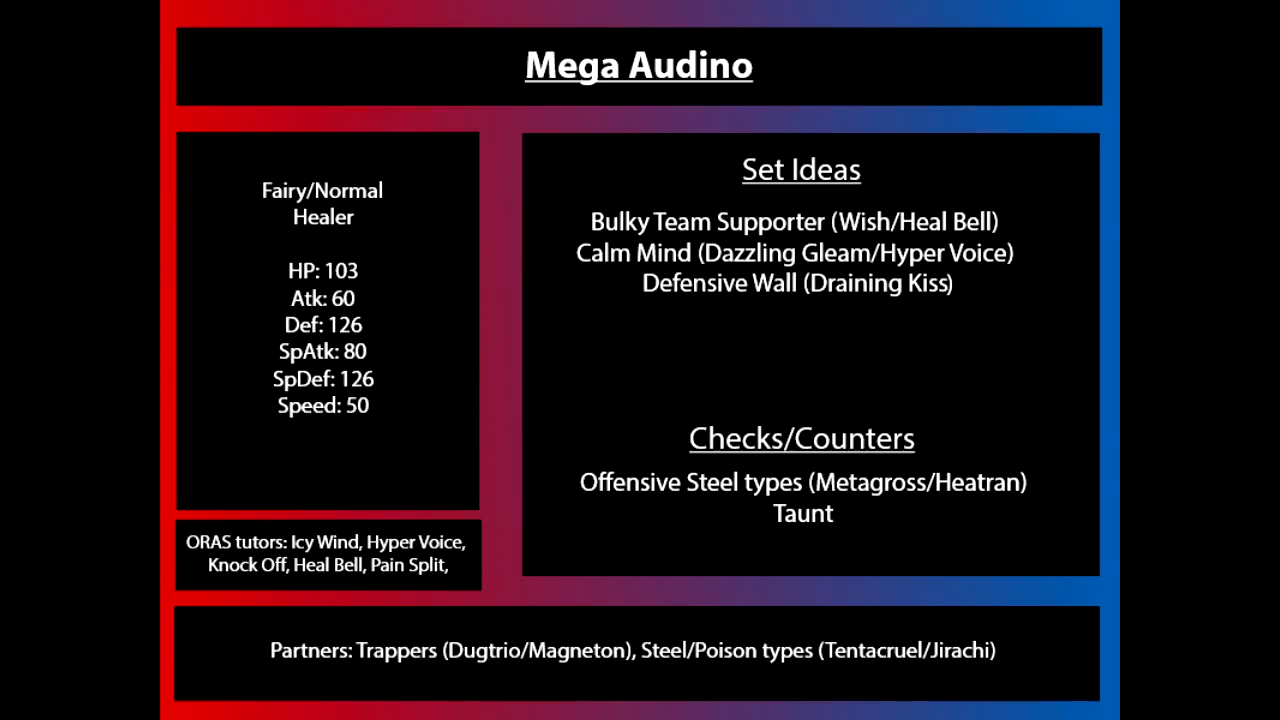 Mega Audino
Fairy/Normal
Healer
HP: 103
Atk: 60
Def: 126
SpAtk: 80
SpDef: 126
Speed: 50
ORAS tutors: Icy Wind, Hyper Voice,
Knock Off, Heal Bell, Pain Split,
Set Ideas
Bulky Team Supporter (Wish/Heal Bell)
Calm Mind (Dazzling Gleam/Hyper Voice)
Defensive Wall (Draining Kiss)
Checks/Counters
Offensive Steel types (Metagross/Heatran)
Taunt
Partners: Trappers (Dugtrio/Magneton), Steel/Poison types (Tentacruel/Jirachi)